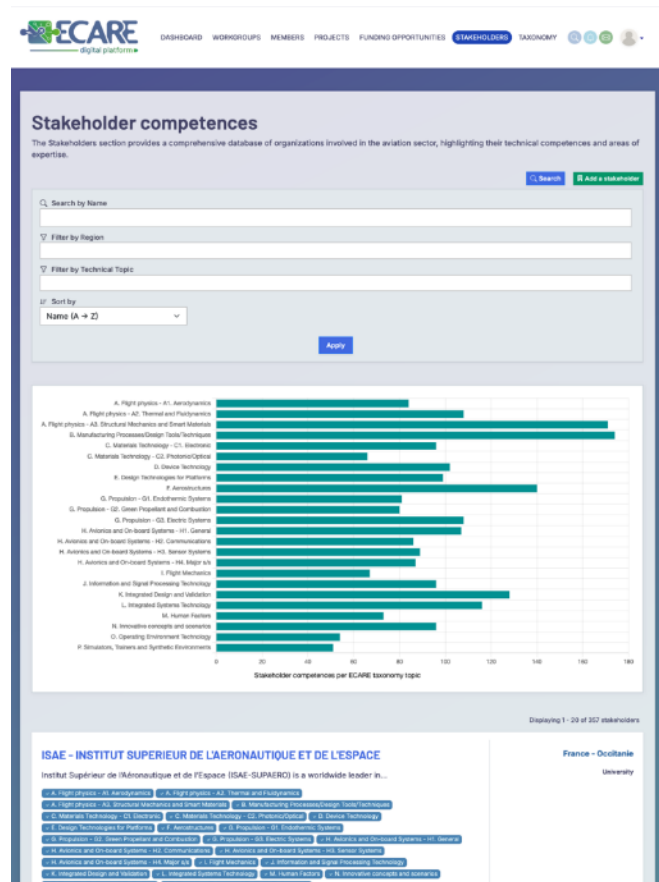 ECARE
digital platform
DASHBOARD WORKGROUPS MEMBERS PROJECTS FUNDING OPPORTUNITIES STAKEHOLDERS TAXONOMY
Stakeholder competences
The Stakeholders section provides a comprehensive database of organizations involved in the aviation sector, highlighting their technical competences and areas of
expertise.
Search Add a stakeholder
Search by Name
Filter by Region
Filter by Technical Topic
Sort by
Name (A → Z)
Apply
A. Flight physics - A1. Aerodynamics
A. Flight physics - A2. Thermal and Fluidynamics
A. Flight physics - A3. Structural Mechanics and Smart Materials
B. Manufacturing Processes/Design Tools/Techniques
C. Materials Technology - C1. Electronic
C. Materials Technology - C2. Photonic/Optical
D. Device Technology
E. Design Technologies for Platforms
F. Aerostructures
G. Propulsion - G1. Endothermic Systems
G. Propulsion - G2. Green Propellant and Combustion
G. Propulsion - G3. Electric Systems
H. Avionics and On-board Systems - H1. General
H. Avionics and On-board Systems - H2. Communications
H. Avionics and On-board Systems - H3. Sensor Systems
H. Avionics and On-board Systems - H4. Major s/s
I. Flight Mechanics
J. Information and Signal Processing Technology
K. Integrated Design and Validation
L. Integrated Systems Technology
M. Human Factors
N. Innovative concepts and scenarios
O. Operating Environment Technology
P. Simulators, Trainers and Synthetic Environments
0 20 40 60 80 100 120 140 160 180
Stakeholder competences per ECARE taxonomy topic
Displaying 1 - 20 of 357 stakeholders
ISAE - INSTITUT SUPERIEUR DE L'AERONAUTIQUE ET DE L'ESPACE
France - Occitanie
Institut Supérieur de l'Aéronautique et de l'Espace (ISAE-SUPAERO) is a worldwide leader in...
University
A. Flight physics - A1. Aerodynamics A. Flight physics - A2. Thermal and Fluidynamics
A. Flight physics - A3. Structural Mechanics and Smart Materials B. Manufacturing Processes/Design Tools/Techniques
C. Materials Technology - C1. Electronic C. Materials Technology - C2. Photonic/Optical D. Device Technology
E. Design Technologies for Platforms F. Aerostructures G. Propulsion - G1. Endothermic Systems
G. Propulsion - G2. Green Propellant and Combustion G. Propulsion - G3. Electric Systems H. Avionics and On-board Systems - H1. General
H. Avionics and On-board Systems - H2. Communications H. Avionics and On-board Systems - H3. Sensor Systems
H. Avionics and On-board Systems - H4. Major s/s I. Flight Mechanics J. Information and Signal Processing Technology
K. Integrated Design and Validation L. Integrated Systems Technology M. Human Factors N. Innovative concepts and scenarios